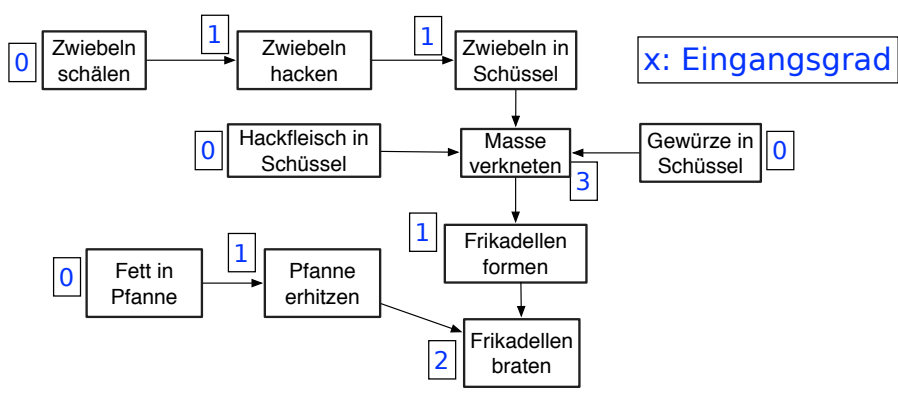 0
Zwiebeln
schälen
1
Zwiebeln
hacken
1
Zwiebeln in
Schüssel
x: Eingangsgrad
0
Hackfleisch in
Schüssel
Masse
verkneten
3
Gewürze in
Schüssel
0
1
Frikadellen
formen
0
Fett in
Pfanne
1
Pfanne
erhitzen
2
Frikadellen
braten